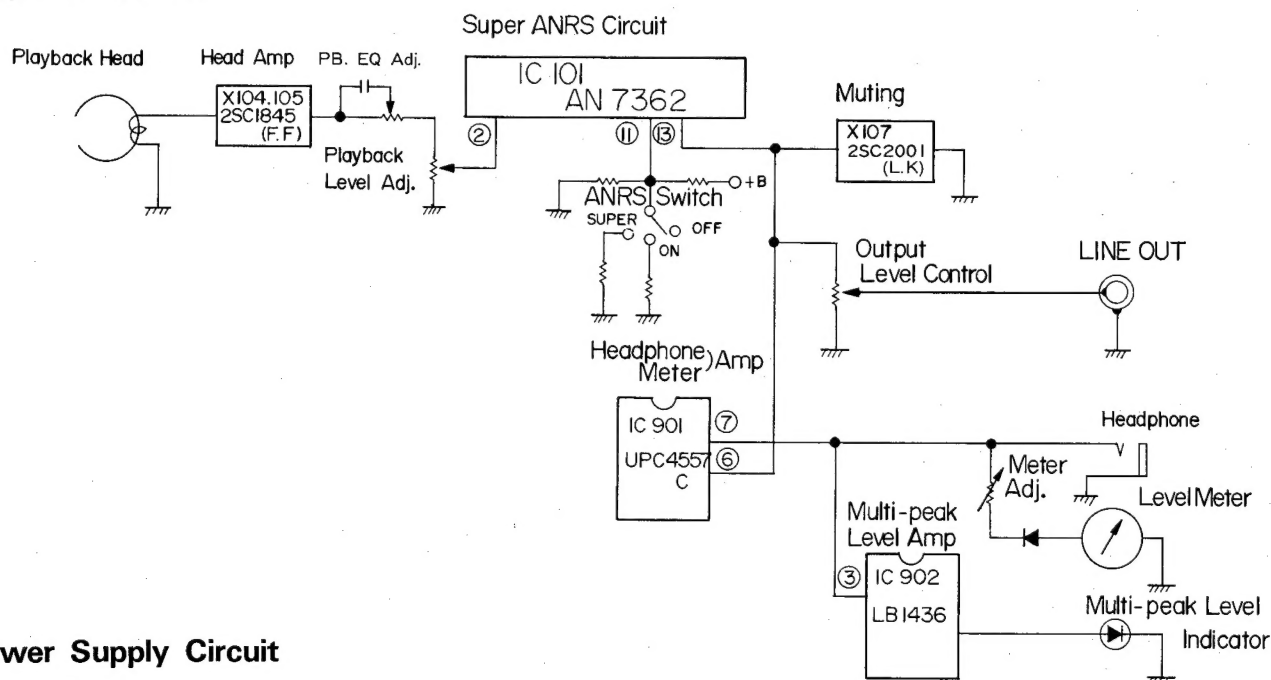 Super ANRS Circuit
Playback Head
Head Amp
PB. EQ Adj.
IC 101
AN 7362
X104.105
2SC1845
(F.F)
Muting
X107
2SC2001
(L.K)
②
⑪
⑬
Playback
Level Adj.
+B
ANRS Switch
SUPER
OFF
ON
Output
Level Control
LINE OUT
Headphone
Meter ) Amp
IC 901
UPC4557
C
⑦
⑥
Headphone
Meter
Adj.
Level Meter
Multi-peak
Level Amp
③
IC 902
LB1436
Multi-peak Level
Indicator
wer Supply Circuit